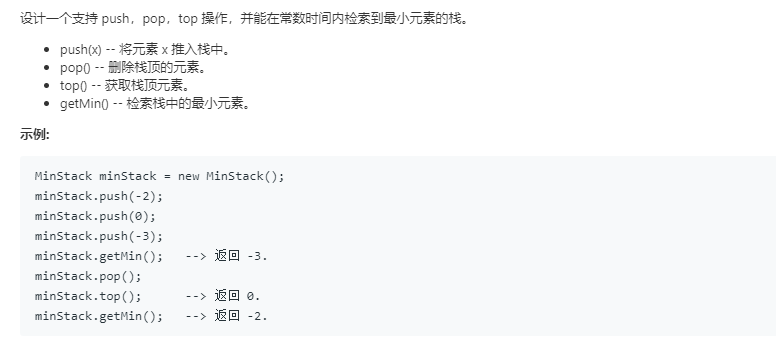 设计一个支持 push，pop，top 操作，并能在常数时间内检索到最小元素的栈。
• push(x) -- 将元素 x 推入栈中。
• pop() -- 删除栈顶的元素。
• top() -- 获取栈顶元素。
• getMin() -- 检索栈中的最小元素。
示例:
MinStack minStack = new MinStack();
minStack.push(-2);
minStack.push(0);
minStack.push(-3);
minStack.getMin();   --> 返回 -3.
minStack.pop();
minStack.top();      --> 返回 0.
minStack.getMin();   --> 返回 -2.